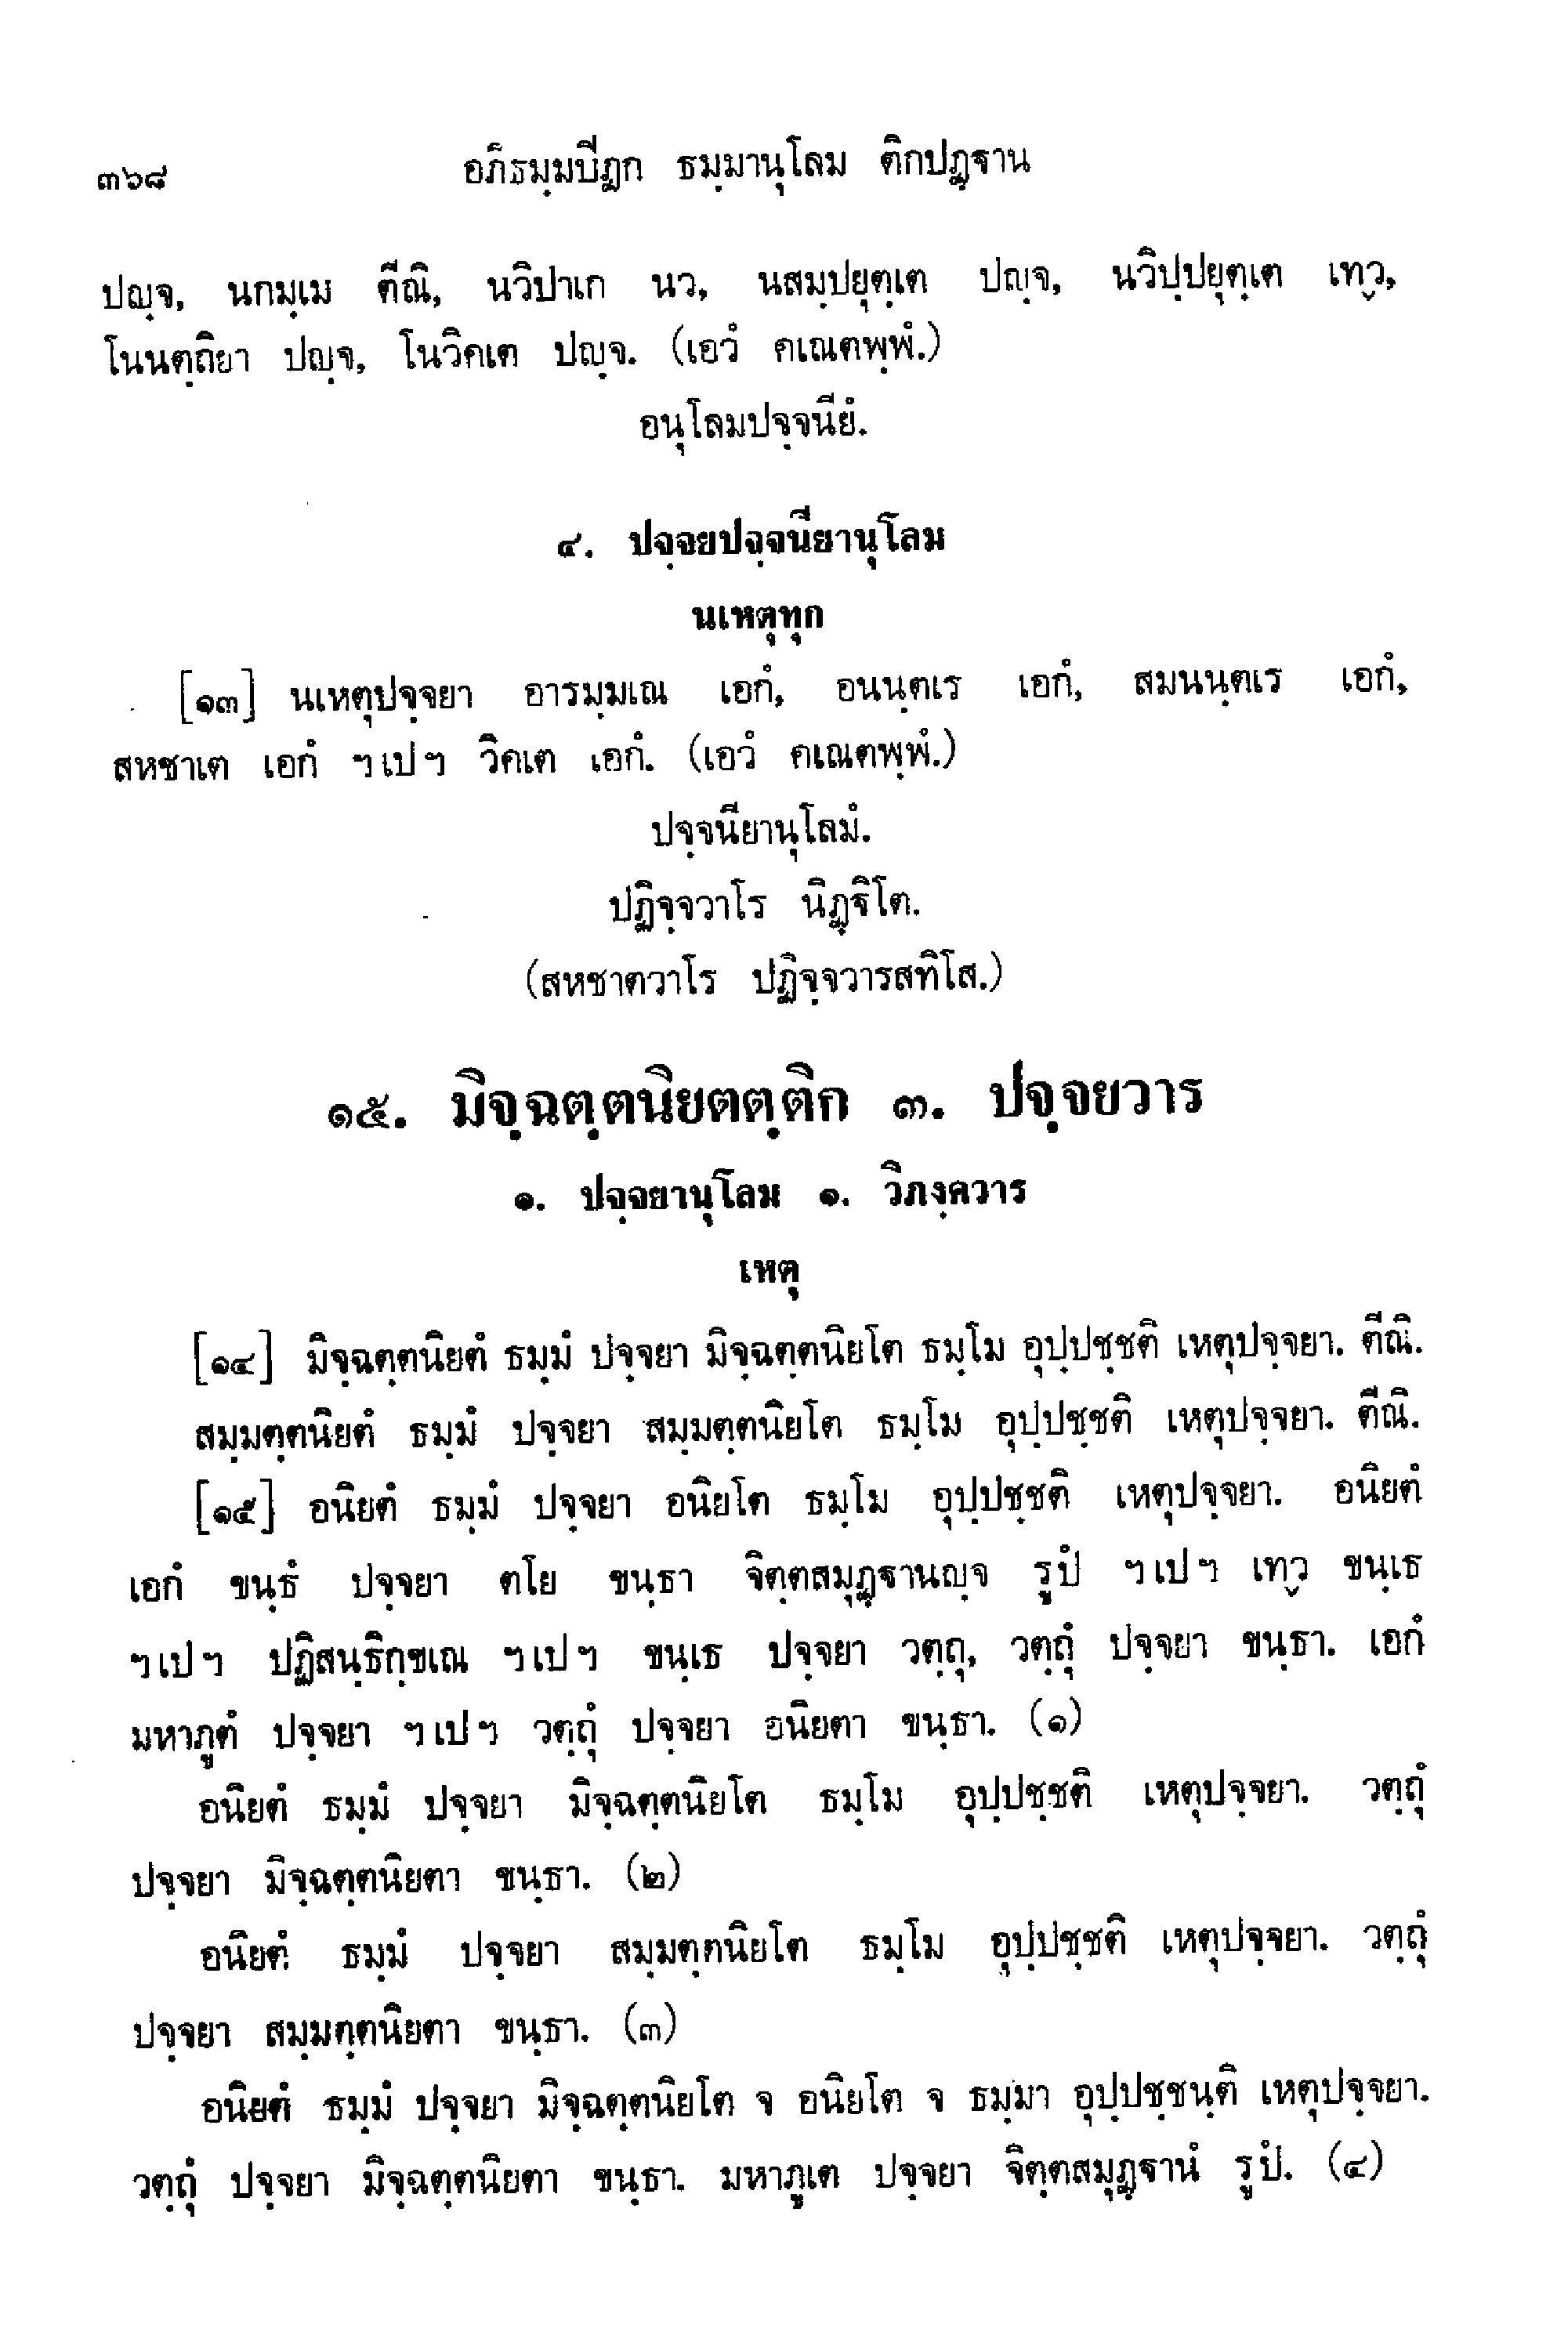 ๓๖๘ อภิธมฺมปิฏก ธมฺมานุโลม ติกปฏฺฐาน
ปญฺจ, นกมฺเม ตีณิ, นวิปาเก นว, นสมฺปยุตฺเต ปญฺจ, นวิปฺปยุตฺเต เทฺว,
โนนตฺถิยา ปญฺจ, โนวิคเต ปญฺจ. (เอวํ คเณตพฺพํ.)
อนุโลมปจฺจนียํ.
๔. ปจฺจยปจฺจนียานุโลม
นเหตุทุก
[๑๓] นเหตุปจฺจยา อารมฺมเณ เอกํ, อนนฺตเร เอกํ, สมนนฺตเร เอกํ,
สหชาเต เอกํ ฯเปฯ วิคเต เอกํ. (เอวํ คเณตพฺพํ.)
ปจฺจนียานุโลมํ.
ปฏิจฺจวาโร นิฏฺฐิโต.
(สหชาตวาโร ปฏิจฺจวารสทิโส.)
๑๕. มิจฺฉตฺตนิยตตฺติก ๓. ปจฺจยวาร
๑. ปจฺจยานุโลม ๑. วิภงฺควาร
เหตุ
[๑๔] มิจฺฉตฺตนิยตํ ธมฺมํ ปจฺจยา มิจฺฉตฺตนิยโต ธมฺโม อุปฺปชฺชติ เหตุปจฺจยา. ตีณิ.
สมฺมตฺตนิยตํ ธมฺมํ ปจฺจยา สมฺมตฺตนิยโต ธมฺโม อุปฺปชฺชติ เหตุปจฺจยา. ตีณิ.
[๑๕] อนิยตํ ธมฺมํ ปจฺจยา อนิยโต ธมฺโม อุปฺปชฺชติ เหตุปจฺจยา. อนิยตํ
เอกํ ขนฺธํ ปจฺจยา ตโย ขนฺธา จิตฺตสมุฏฺฐานญฺจ รูปํ ฯเปฯ เทฺว ขนฺเธ
ฯเปฯ ปฏิสนฺธิกฺขเณ ฯเปฯ ขนฺเธ ปจฺจยา วตฺถุ, วตฺถุํ ปจฺจยา ขนฺธา. เอกํ
มหาภูตํ ปจฺจยา ฯเปฯ วตฺถุํ ปจฺจยา อนิยตา ขนฺธา. (๑)
อนิยตํ ธมฺมํ ปจฺจยา มิจฺฉตฺตนิยโต ธมฺโม อุปฺปชฺชติ เหตุปจฺจยา. วตฺถุํ
ปจฺจยา มิจฺฉตฺตนิยตา ขนฺธา. (๒)
อนิยตํ ธมฺมํ ปจฺจยา สมฺมตฺตนิยโต ธมฺโม อุปฺปชฺชติ เหตุปจฺจยา. วตฺถุํ
ปจฺจยา สมฺมตฺตนิยตา ขนฺธา. (๓)
อนิยตํ ธมฺมํ ปจฺจยา มิจฺฉตฺตนิยโต จ อนิยโต จ ธมฺมา อุปฺปชฺชนฺติ เหตุปจฺจยา.
วตฺถุํ ปจฺจยา มิจฺฉตฺตนิยตา ขนฺธา. มหาภูเต ปจฺจยา จิตฺตสมุฏฺฐานํ รูปํ. (๔)